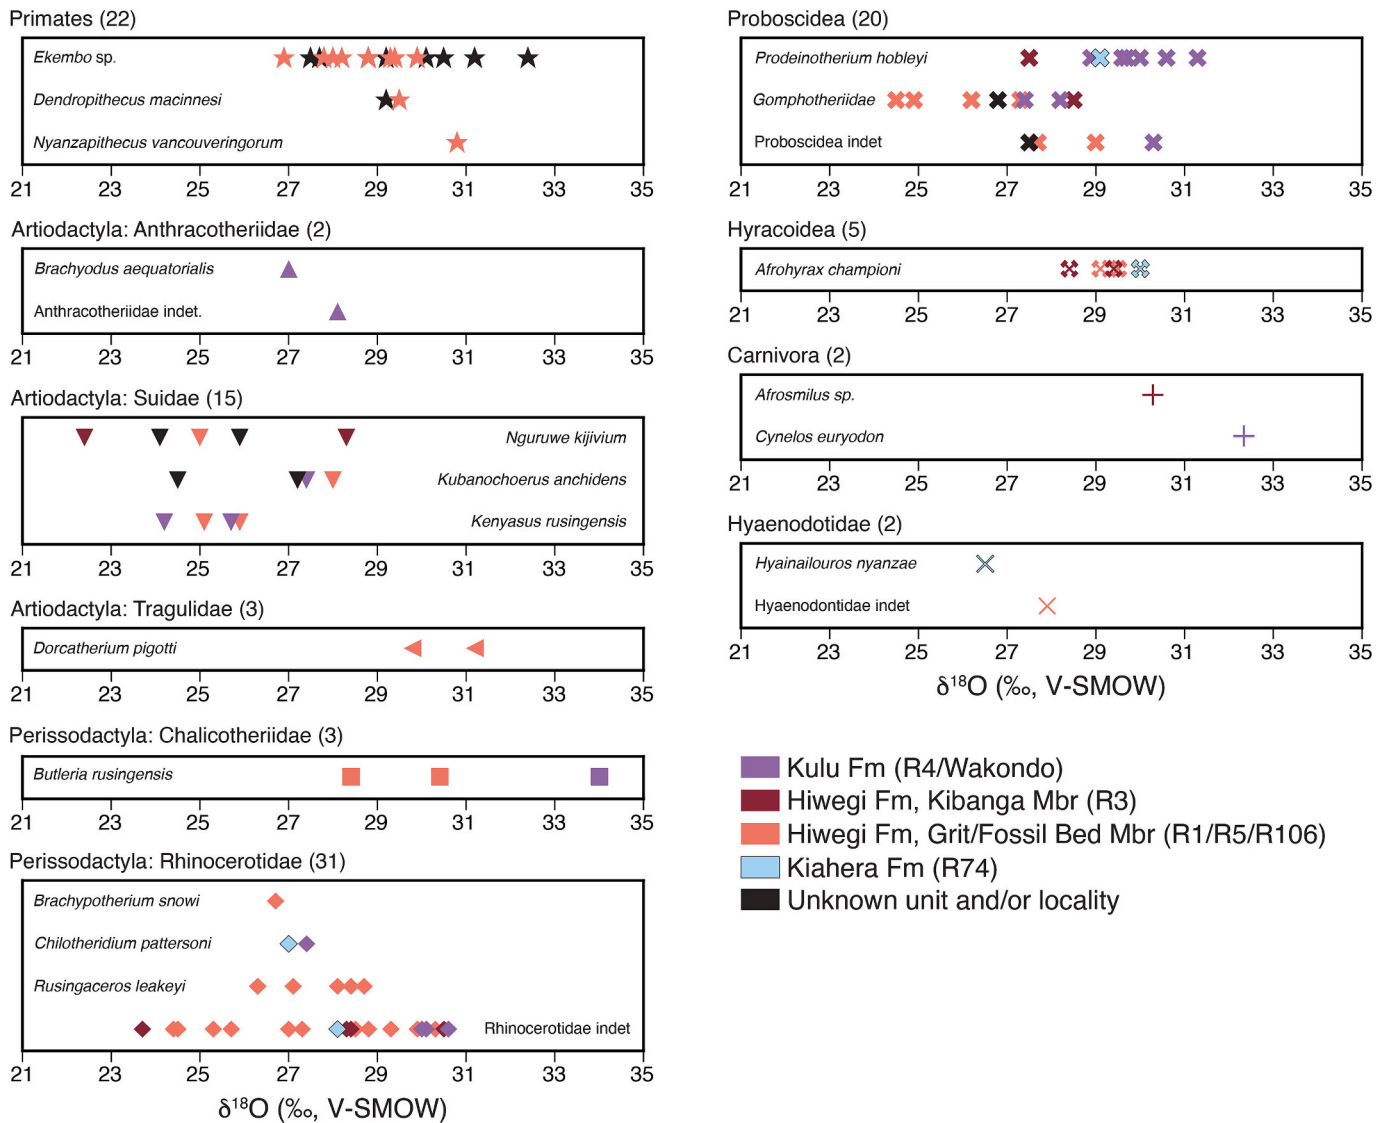 Primates (22)
Ekembo sp.
Dendropithecus macinnesi
Nyanzapithecus vancouveringorum
21 23 25 27 29 31 33 35
Artiodactyla: Anthracotheriidae (2)
Brachyodus aequatorialis
Anthracotheriidae indet.
21 23 25 27 29 31 33 35
Artiodactyla: Suidae (15)
Nguruwe kijivium
Kubanochoerus anchidens
Kenyasus rusingensis
21 23 25 27 29 31 33 35
Artiodactyla: Tragulidae (3)
Dorcatherium pigotti
21 23 25 27 29 31 33 35
Perissodactyla: Chalicotheriidae (3)
Butleria rusingensis
21 23 25 27 29 31 33 35
Perissodactyla: Rhinocerotidae (31)
Brachypotherium snowi
Chilotheridium pattersoni
Rusingaceros leakeyi
Rhinocerotidae indet
21 23 25 27 29 31 33 35
δ¹⁸O (‰, V-SMOW)
Proboscidea (20)
Prodeinotherium hobleyi
Gomphotheriidae
Proboscidea indet
21 23 25 27 29 31 33 35
Hyracoidea (5)
Afrohyrax championi
21 23 25 27 29 31 33 35
Carnivora (2)
Afrosmilus sp.
Cynelos euryodon
21 23 25 27 29 31 33 35
Hyaenodotidae (2)
Hyainailouros nyanzae
Hyaenodontidae indet
21 23 25 27 29 31 33 35
δ¹⁸O (‰, V-SMOW)
Kulu Fm (R4/Wakondo)
Hiwegi Fm, Kibanga Mbr (R3)
Hiwegi Fm, Grit/Fossil Bed Mbr (R1/R5/R106)
Kiahera Fm (R74)
Unknown unit and/or locality